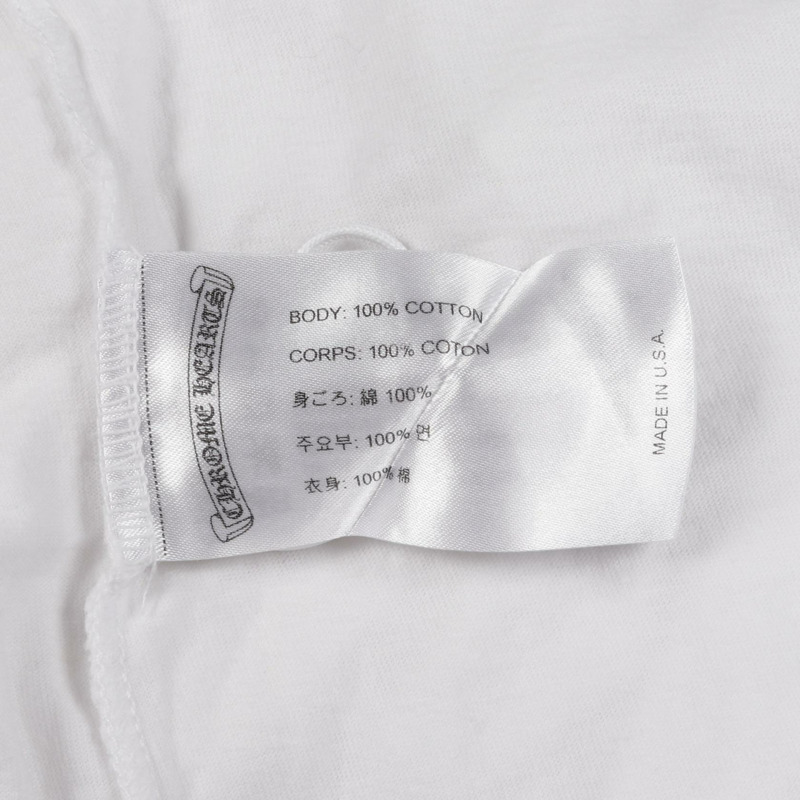 CHROME HEARTS
BODY: 100% COTTON
CORPS: 100% COTON
身ごろ: 綿 100%
주요부: 100% 면
衣身: 100% 棉
MADE IN U.S.A.